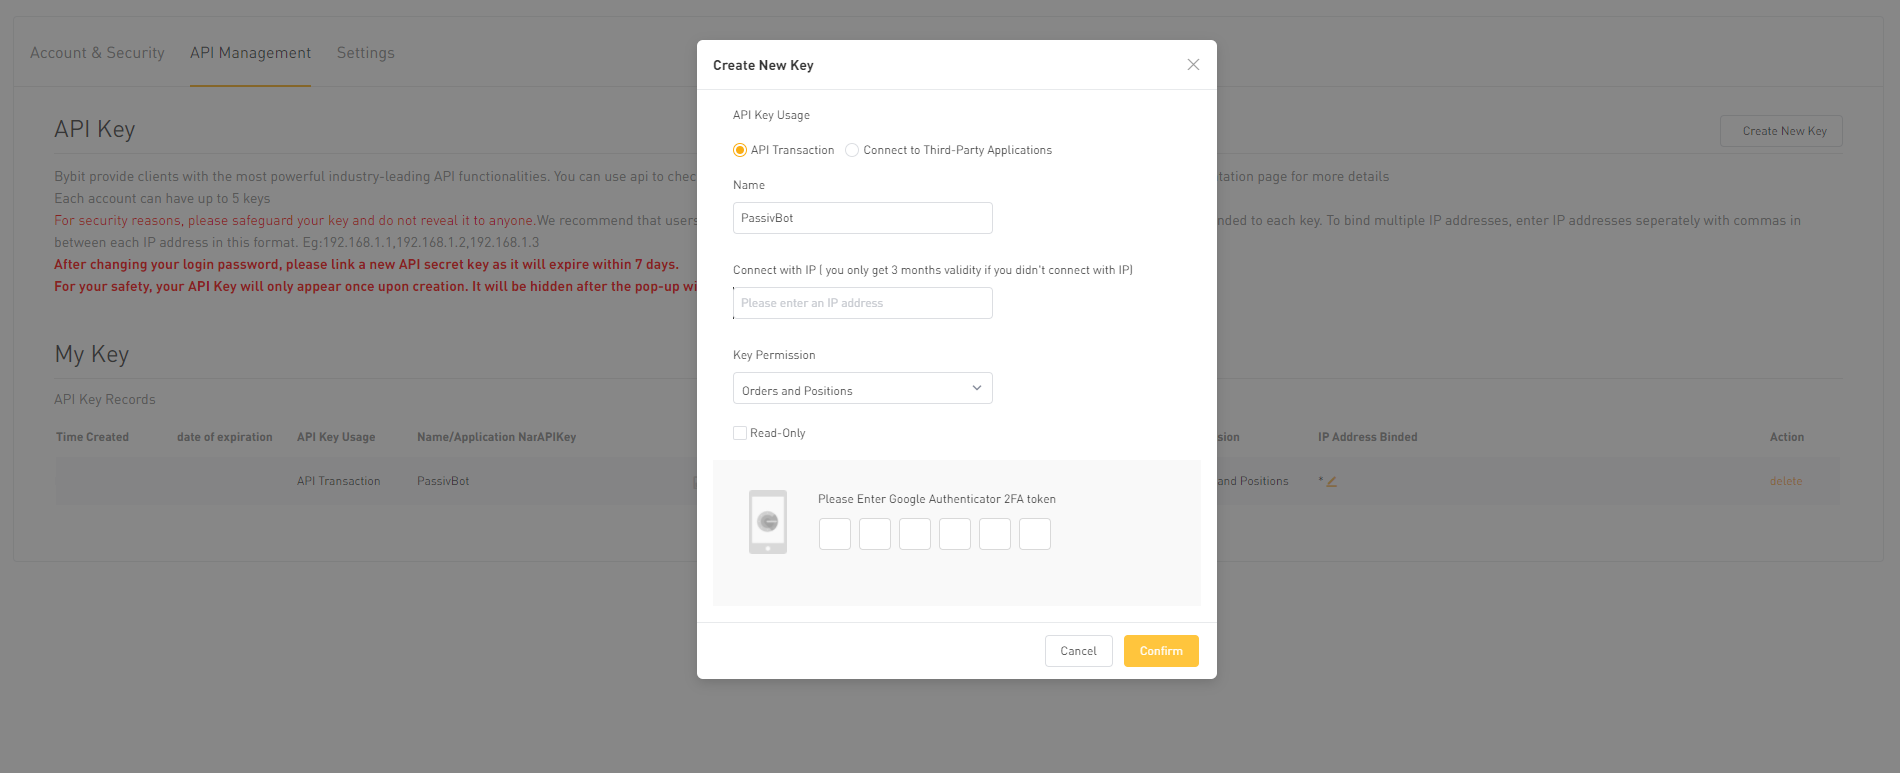 Account & Security API Management Settings
Create New Key
API Key
Create New Key
API Key Usage
API Transaction Connect to Third-Party Applications
Bybit provide clients with the most powerful industry-leading API functionalities. You can use api to chec
tation page for more details
Each account can have up to 5 keys
For security reasons, please safeguard your key and do not reveal it to anyone.We recommend that users
nded to each key. To bind multiple IP addresses, enter IP addresses seperately with commas in
between each IP address in this format. Eg:192.168.1.1,192.168.1.2,192.168.1.3
After changing your login password, please link a new API secret key as it will expire within 7 days.
For your safety, your API Key will only appear once upon creation. It will be hidden after the pop-up wi
Name
PassivBot
Connect with IP ( you only get 3 months validity if you didn't connect with IP)
Please enter an IP address
Key Permission
Orders and Positions
Read-Only
My Key
API Key Records
Time Created date of expiration API Key Usage Name/Application Nar APIKey sion IP Address Binded Action
API Transaction PassivBot and Positions * delete
Please Enter Google Authenticator 2FA token
Cancel Confirm